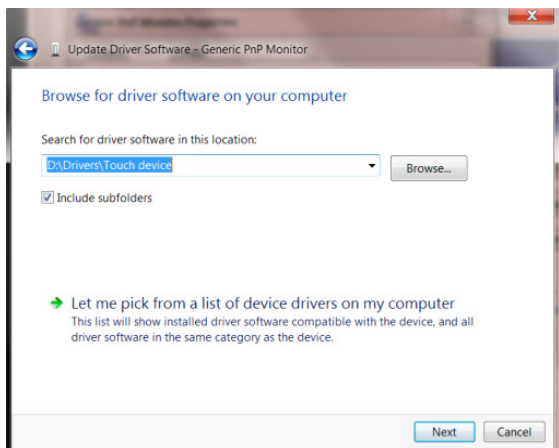 Update Driver Software - Generic PnP Monitor
Browse for driver software on your computer
Search for driver software in this location:
D:\Drivers\Touch device
Browse...
Include subfolders
Let me pick from a list of device drivers on my computer
This list will show installed driver software compatible with the device, and all
driver software in the same category as the device.
Next
Cancel